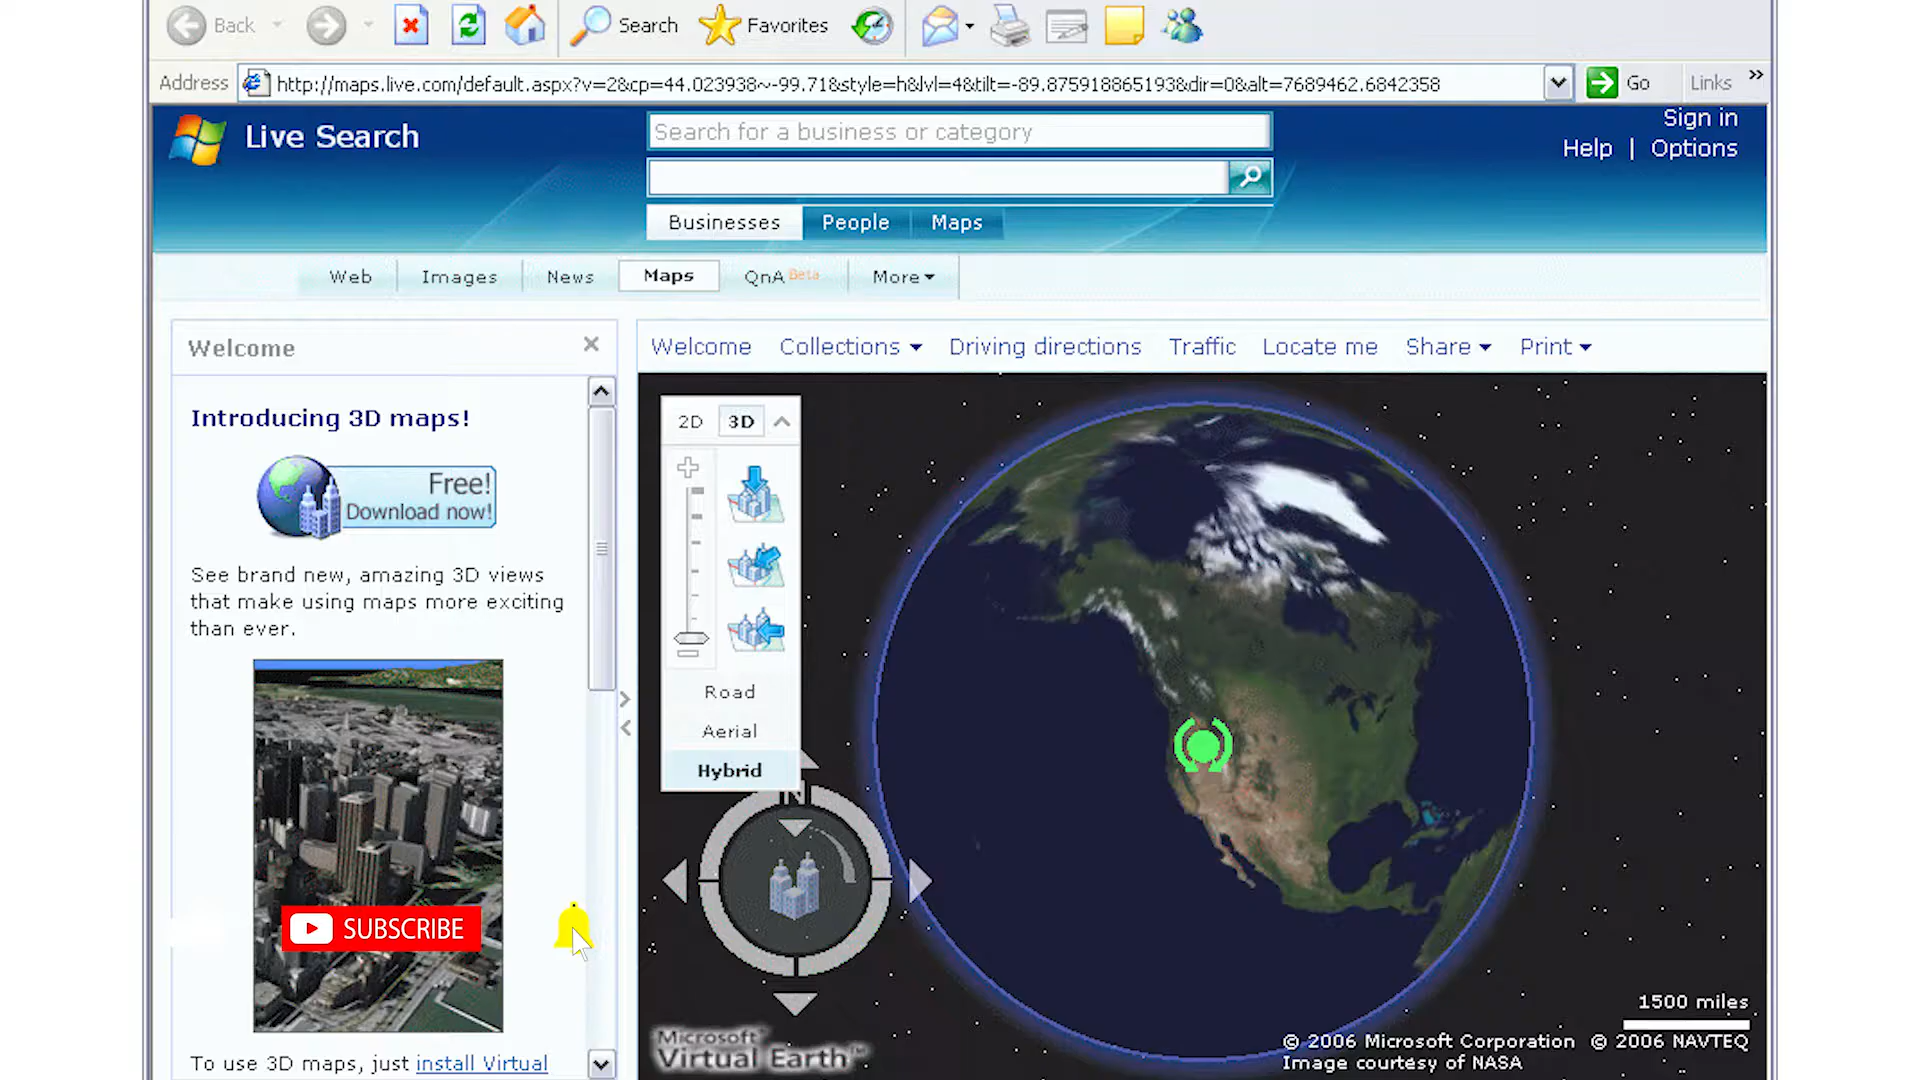 Back
Search
Favorites
Address
http://maps.live.com/default.aspx?v=2&cp=44.023938~-99.71&style=h&lvl=4&tilt=-89.875918865193&dir=0&alt=7689462.6842358
Go
Links
Live Search
Search for a business or category
Sign in
Help | Options
Businesses
People
Maps
Web
Images
News
Maps
QnA Beta
More
Welcome
Introducing 3D maps!
Free!
Download now!
See brand new, amazing 3D views
that make using maps more exciting
than ever.
SUBSCRIBE
To use 3D maps, just install Virtual
Welcome
Collections
Driving directions
Traffic
Locate me
Share
Print
2D
3D
Road
Aerial
Hybrid
N
Microsoft®
Virtual Earth™
1500 miles
© 2006 Microsoft Corporation © 2006 NAVTEQ
Image courtesy of NASA